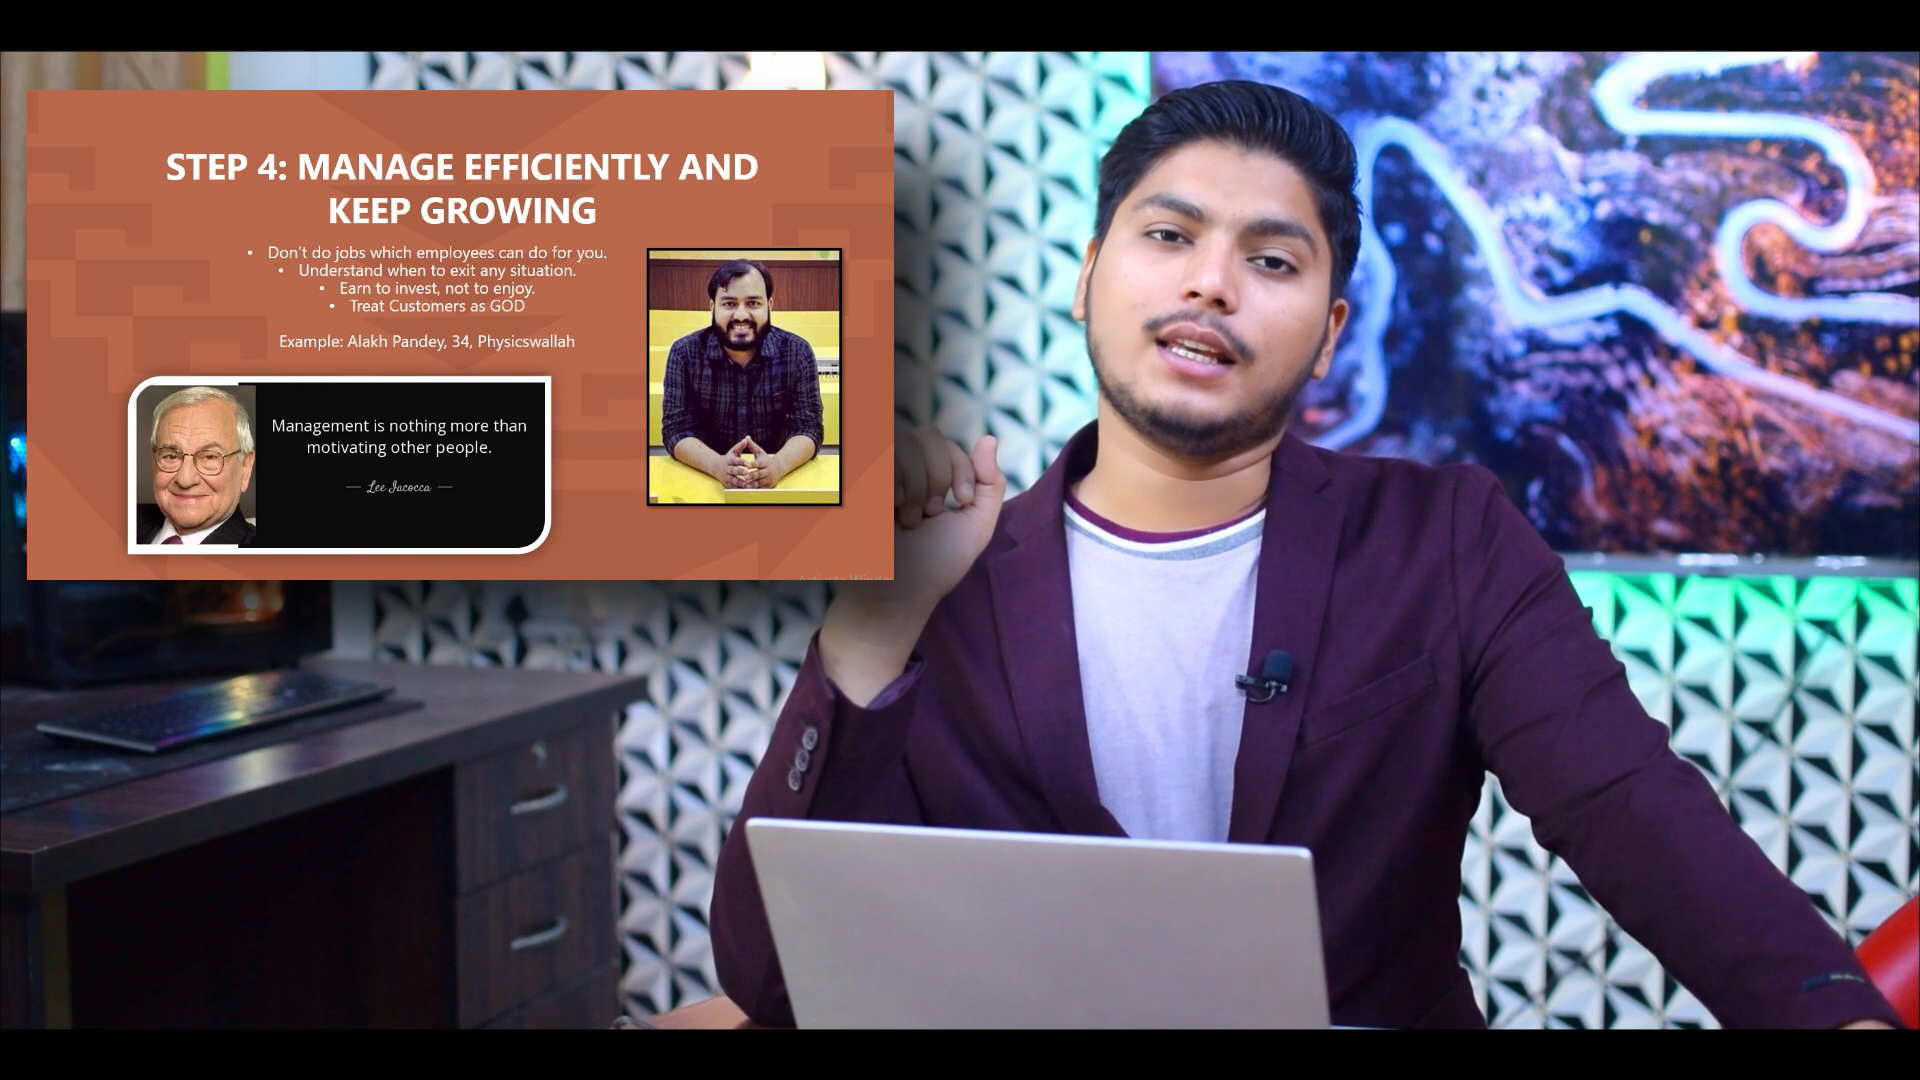 STEP 4: MANAGE EFFICIENTLY AND
KEEP GROWING
• Don't do jobs which employees can do for you.
• Understand when to exit any situation.
• Earn to invest, not to enjoy.
• Treat Customers as GOD
Example: Alakh Pandey, 34, Physicswallah
Management is nothing more than
motivating other people.
— Lee Iacocca —